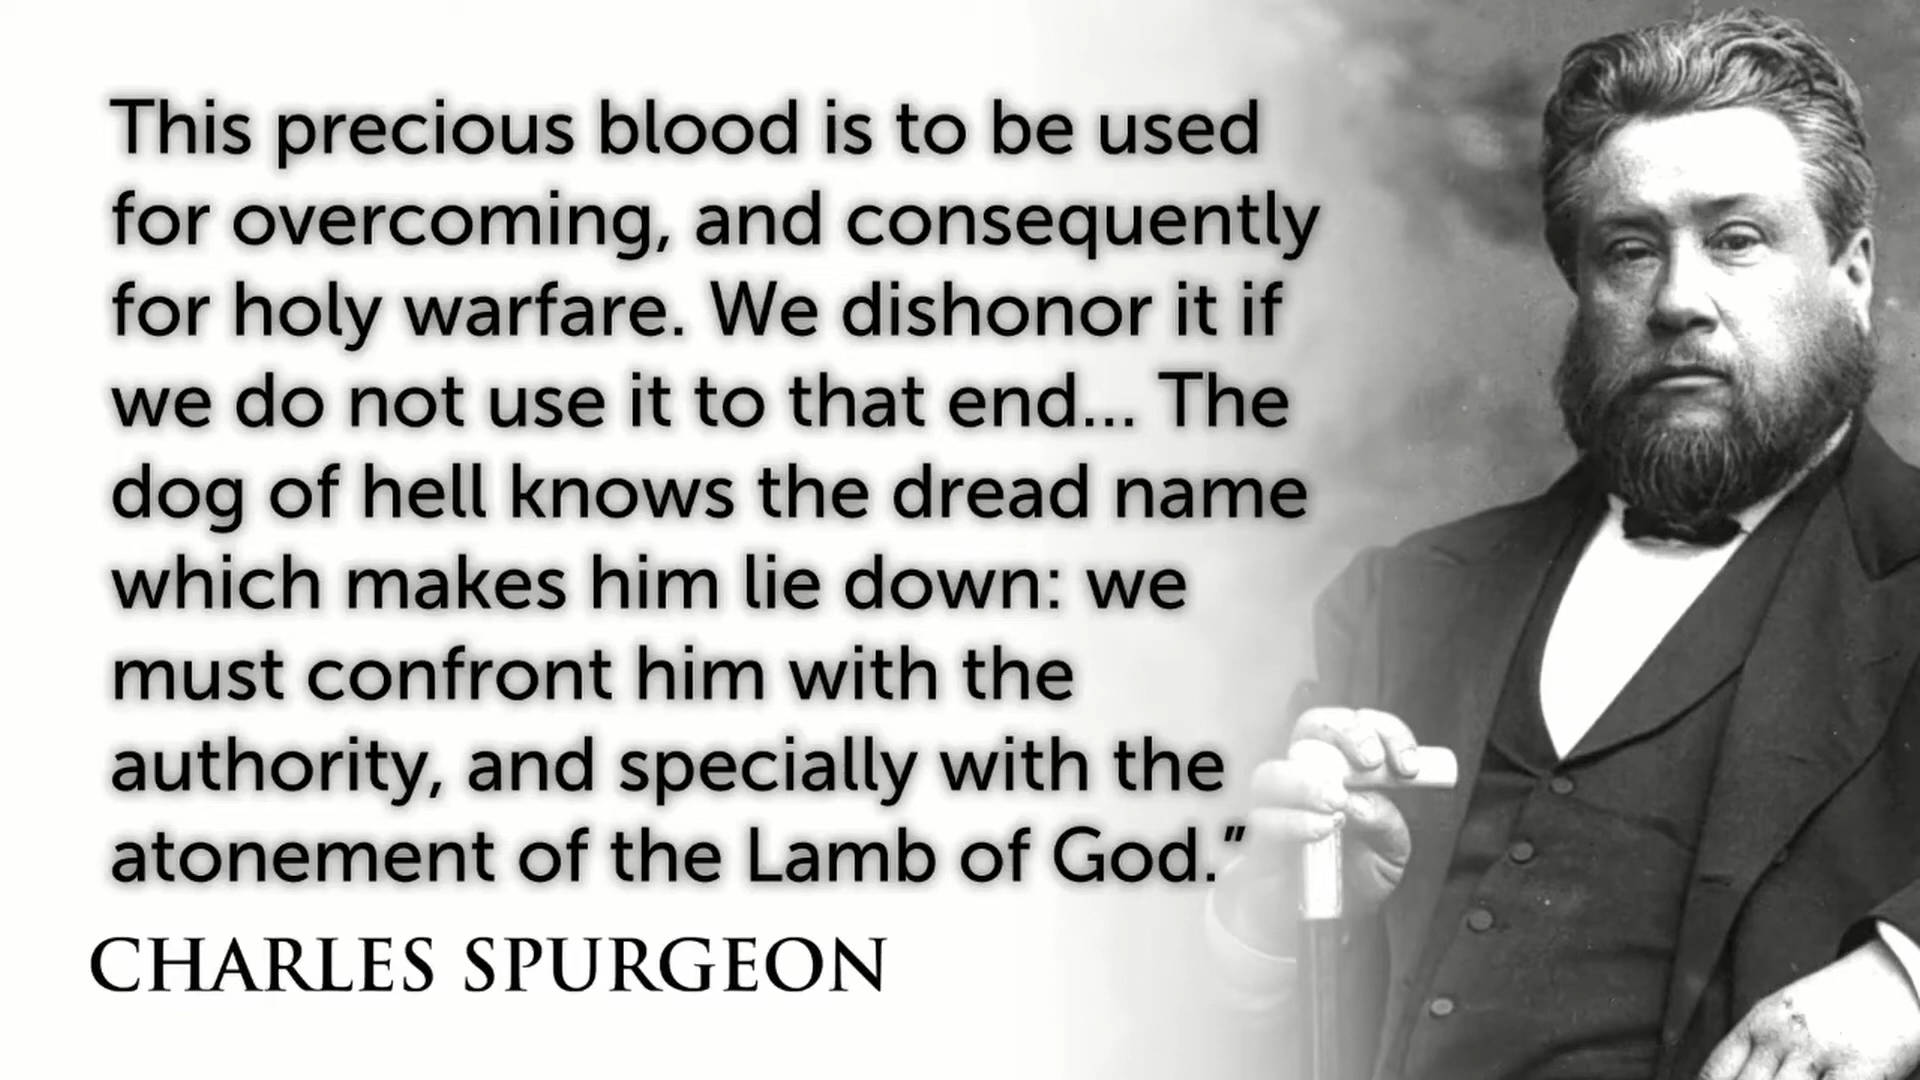 This precious blood is to be used
for overcoming, and consequently
for holy warfare. We dishonor it if
we do not use it to that end... The
dog of hell knows the dread name
which makes him lie down: we
must confront him with the
authority, and specially with the
atonement of the Lamb of God.”
CHARLES SPURGEON